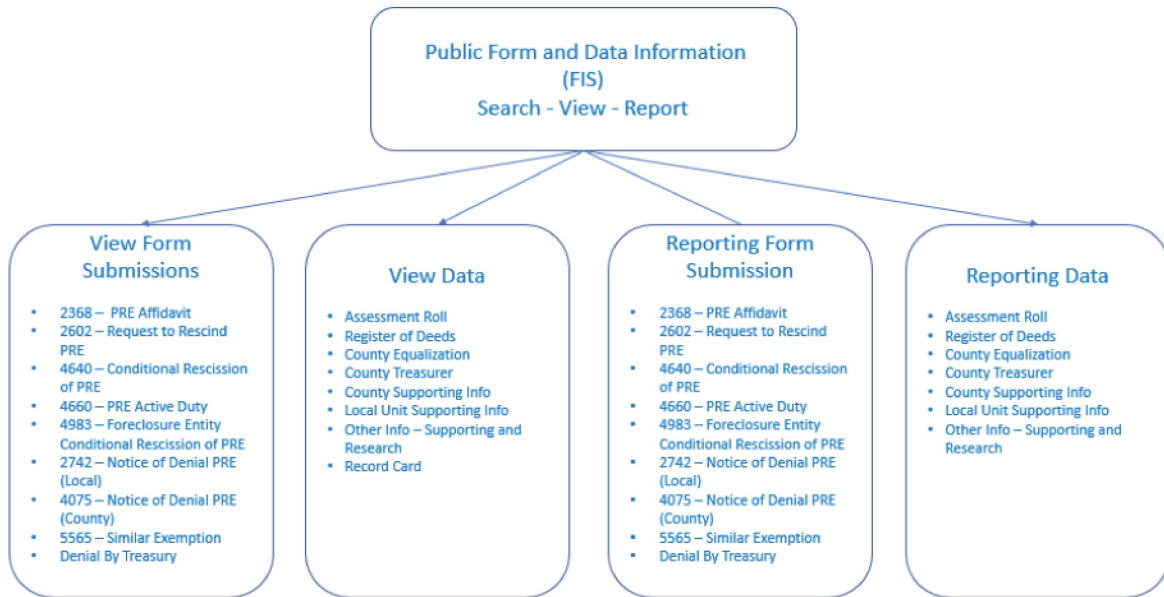 Public Form and Data Information
(FIS)
Search - View - Report
View Form
Submissions
• 2368 – PRE Affidavit
• 2602 – Request to Rescind
PRE
• 4640 – Conditional Rescission
of PRE
• 4660 – PRE Active Duty
• 4983 – Foreclosure Entity
Conditional Rescission of PRE
• 2742 – Notice of Denial PRE
(Local)
• 4075 – Notice of Denial PRE
(County)
• 5565 – Similar Exemption
• Denial By Treasury
View Data
• Assessment Roll
• Register of Deeds
• County Equalization
• County Treasurer
• County Supporting Info
• Local Unit Supporting Info
• Other Info – Supporting and
Research
• Record Card
Reporting Form
Submission
• 2368 – PRE Affidavit
• 2602 – Request to Rescind
PRE
• 4640 – Conditional Rescission
of PRE
• 4660 – PRE Active Duty
• 4983 – Foreclosure Entity
Conditional Rescission of PRE
• 2742 – Notice of Denial PRE
(Local)
• 4075 – Notice of Denial PRE
(County)
• 5565 – Similar Exemption
• Denial By Treasury
Reporting Data
• Assessment Roll
• Register of Deeds
• County Equalization
• County Treasurer
• County Supporting Info
• Local Unit Supporting Info
• Other Info – Supporting and
Research